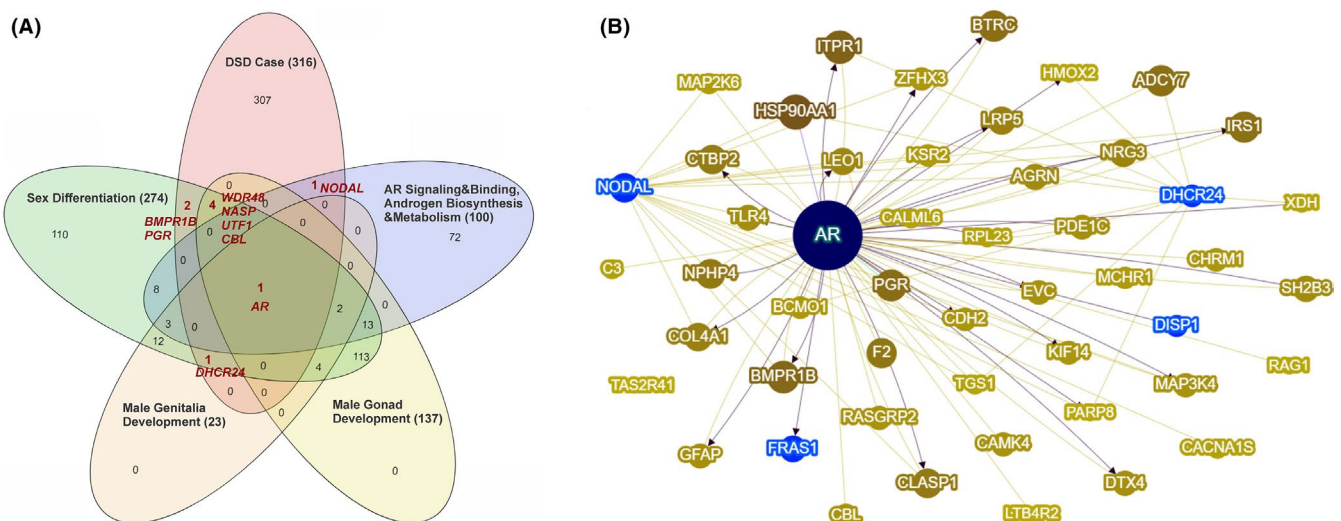 (A)
DSD Case (316)
307
Sex Differentiation (274)
110
AR Signaling&Binding,
Androgen Biosynthesis
&Metabolism (100)
72
Male Genitalia
Development (23)
0
Male Gonad
Development (137)
0
0
1 NODAL
2
BMPR1B
PGR
4
WDR48
NASP
UTF1
CBL
0
0
0
0
0
0
0
8
1
AR
3
0
2
13
12
113
1
DHCR24
0
4
0
0
0
0
(B)
BTRC
ITPR1
MAP2K6
ZFHX3
HMOX2
ADCY7
HSP90AA1
LRP5
IRS1
CTBP2
LEO1
KSR2
NRG3
NODAL
AGRN
DHCR24
XDH
TLR4
CALML6
AR
RPL23
PDE1C
C3
NPHP4
CHRM1
MCHR1
PGR
EVC
SH2B3
BCMO1
CDH2
DISP1
COL4A1
F2
KIF14
RAG1
TAS2R41
BMPR1B
TGS1
MAP3K4
RASGRP2
PARP8
GFAP
FRAS1
CAMK4
CACNA1S
CLASP1
DTX4
CBL
LTB4R2